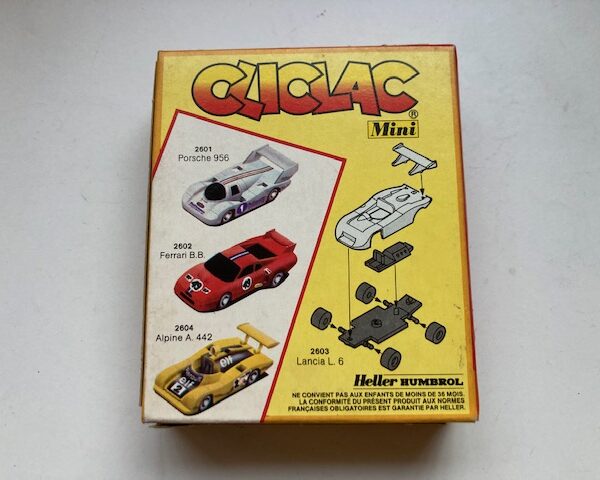 CLICLAC
®
Mini
2601
Porsche 956
2602
Ferrari B.B.
2604
Alpine A. 442
2603
Lancia L. 6
Heller HUMBROL
NE CONVIENT PAS AUX ENFANTS DE MOINS DE 36 MOIS.
LA CONFORMITÉ DU PRÉSENT PRODUIT AUX NORMES
FRANÇAISES OBLIGATOIRES EST GARANTIE PAR HELLER.